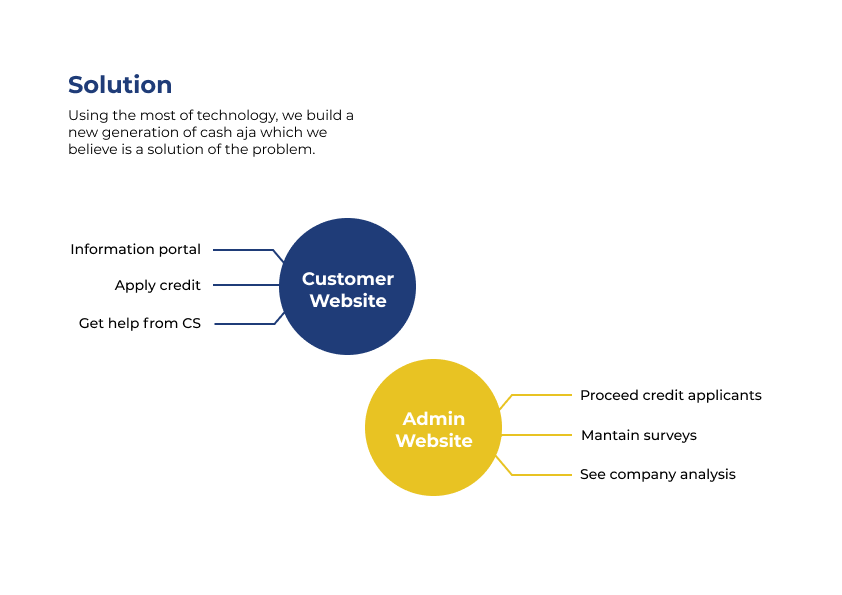 Solution
Using the most of technology, we build a
new generation of cash aja which we
believe is a solution of the problem.
Information portal
Apply credit
Get help from CS
Customer
Website
Admin
Website
Proceed credit applicants
Mantain surveys
See company analysis